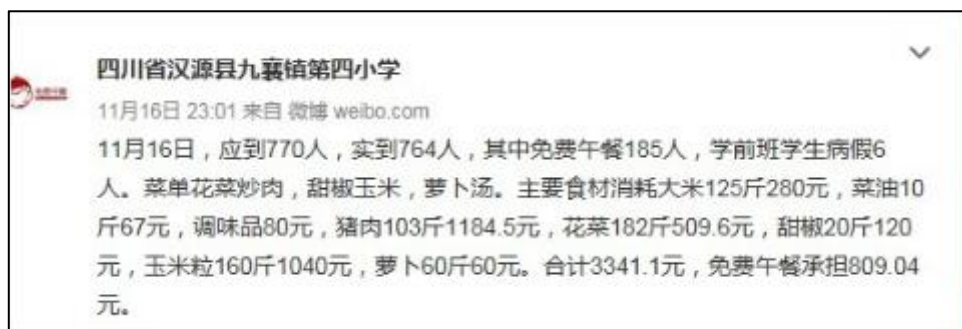 四川省汉源县九襄镇第四小学
11月16日 23:01 来自 微博 weibo.com
11月16日，应到770人，实到764人，其中免费午餐185人，学前班学生病假6
人。菜单花菜炒肉，甜椒玉米，萝卜汤。主要食材消耗大米125斤280元，菜油10
斤67元，调味品80元，猪肉103斤1184.5元，花菜182斤509.6元，甜椒20斤120
元，玉米粒160斤1040元，萝卜60斤60元。合计3341.1元，免费午餐承担809.04
元。